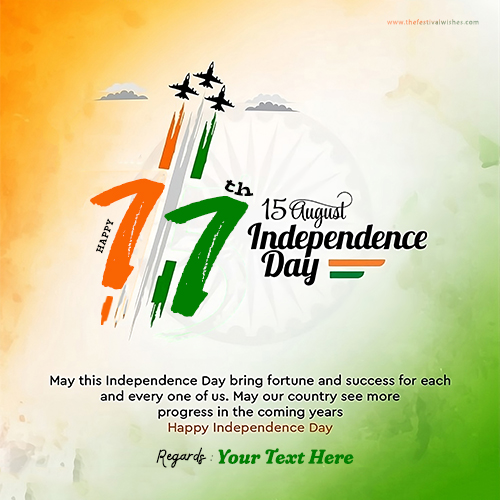 www.thefestivalwishes.com
HAPPY
77th
15 August
Independence
Day
May this Independence Day bring fortune and success for each
and every one of us. May our country see more
progress in the coming years
Happy Independence Day
Regards : Your Text Here